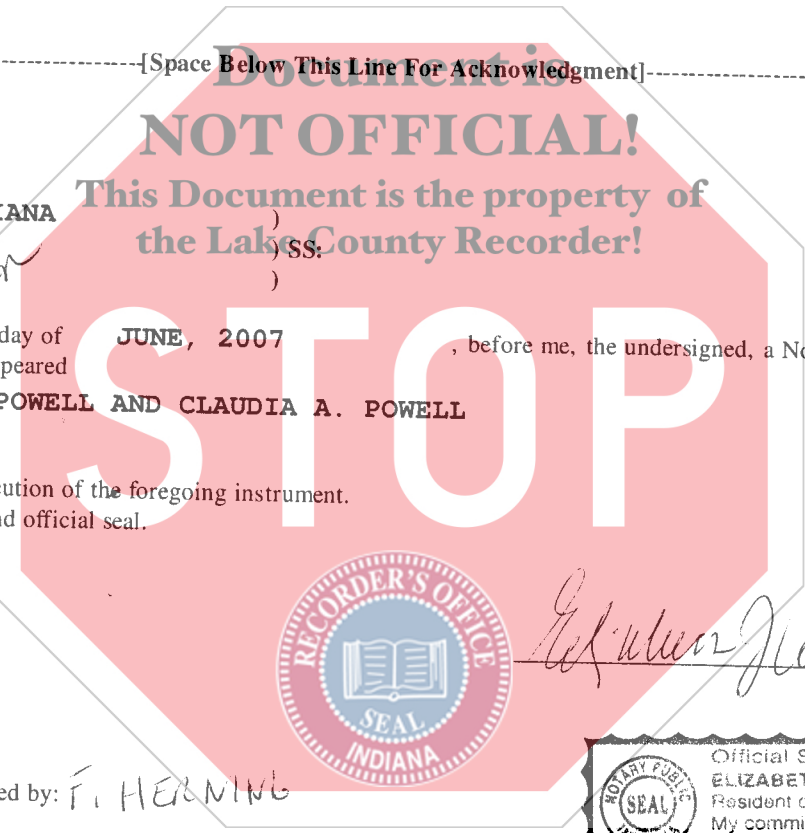 [Space Below This Line For Acknowledgment]
Document is
NOT OFFICIAL!
This Document is the property of
the Lake County Recorder!
IANA )
) SS:
)
day of JUNE, 2007 , before me, the undersigned, a No
peared
POWELL AND CLAUDIA A. POWELL
STOP
cution of the foregoing instrument.
nd official seal.
RECORDER'S OFFICE
SEAL
INDIANA
ed by: F. HERNING
NOTARY PUBLIC
SEAL
Official S
ELIZABET
Resident o
My commi